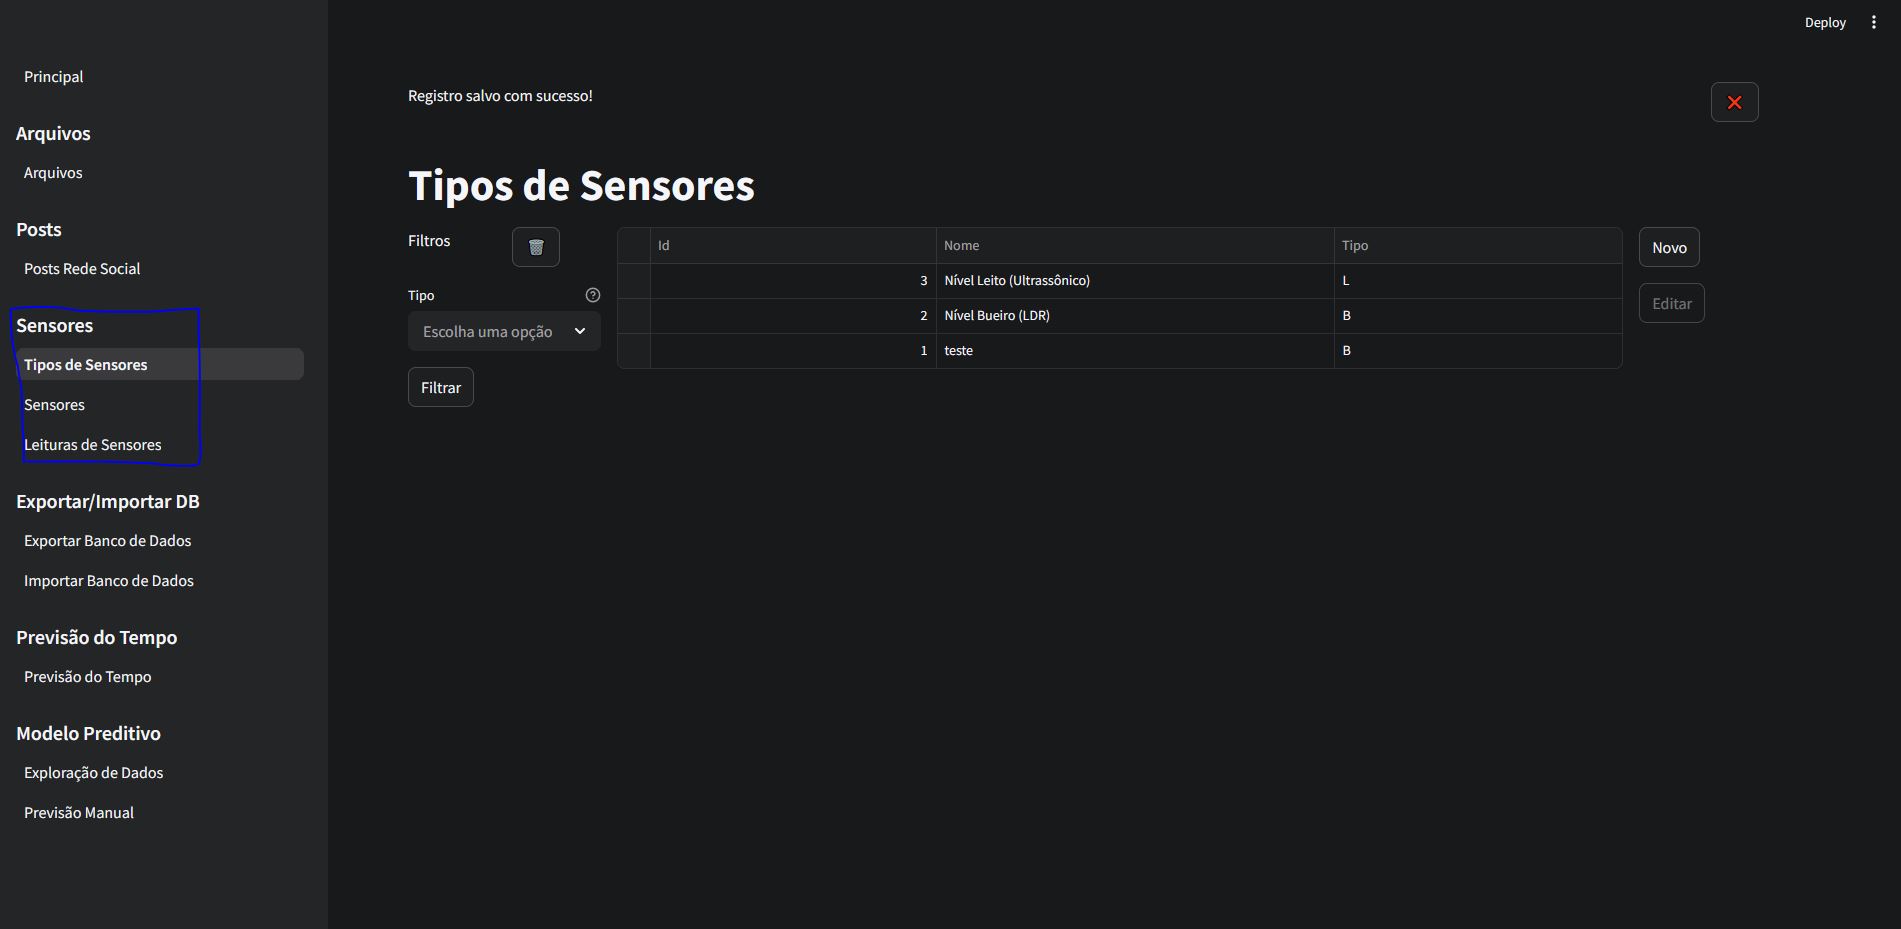 Deploy
Principal
Arquivos
Arquivos
Posts
Posts Rede Social
Sensores
Tipos de Sensores
Sensores
Leituras de Sensores
Exportar/Importar DB
Exportar Banco de Dados
Importar Banco de Dados
Previsão do Tempo
Previsão do Tempo
Modelo Preditivo
Exploração de Dados
Previsão Manual
Registro salvo com sucesso!
Tipos de Sensores
Filtros
Tipo
Escolha uma opção
Filtrar
Id Nome Tipo
3 Nível Leito (Ultrassônico) L
2 Nível Bueiro (LDR) B
1 teste B
Novo
Editar